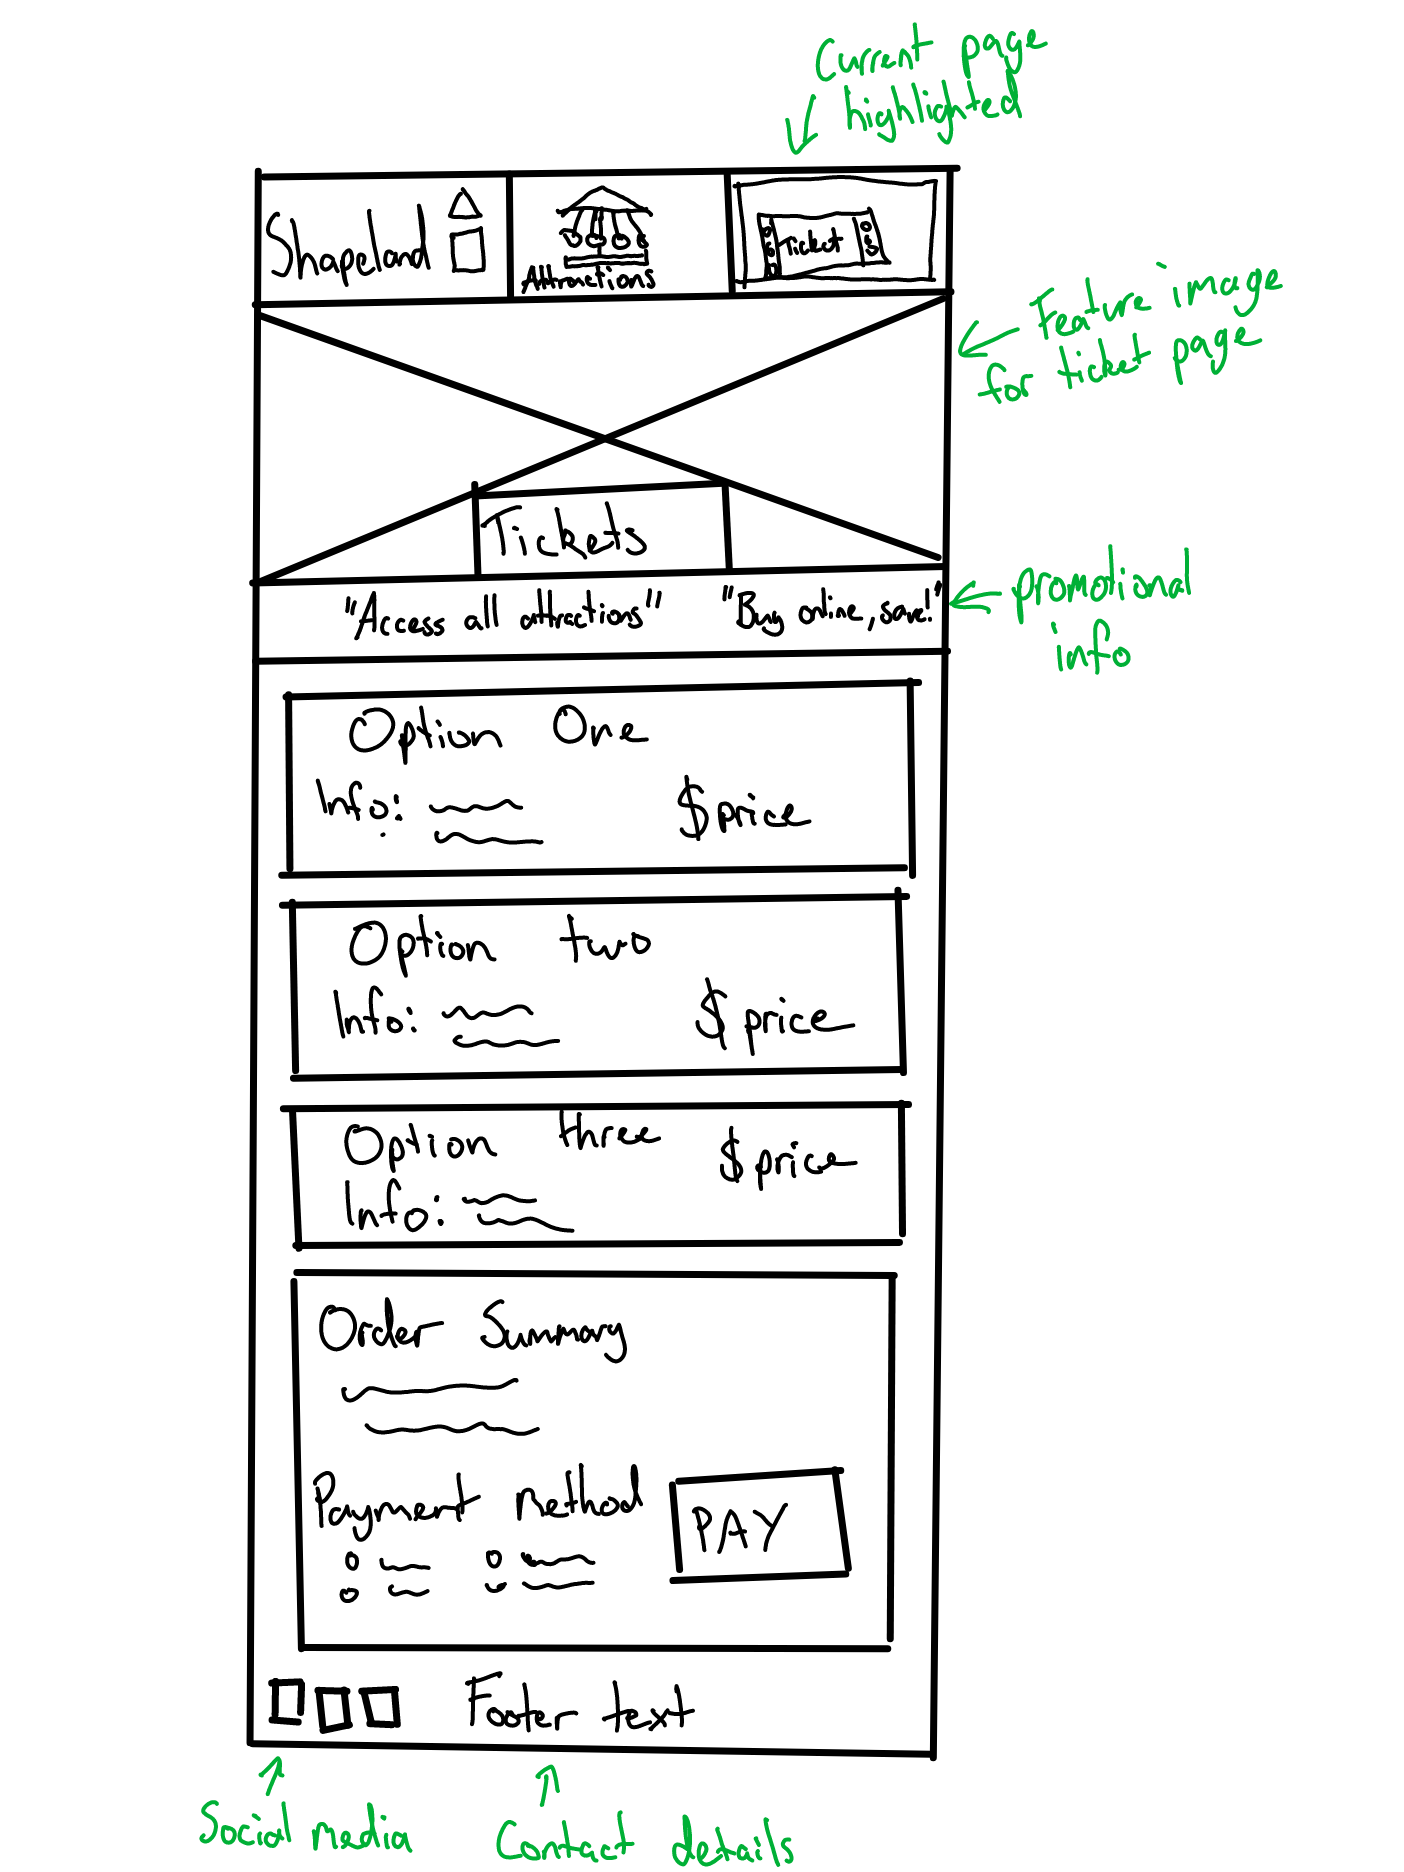 Current page
highlighted
Shapeland
Attractions
Ticket
Feature image
for ticket page
Tickets
"Access all attractions" "Buy online, save!"
promotional
info
Option One
Info: $price
Option two
Info: $price
Option three $price
Info:
Order Summary
Payment method
PAY
Footer text
Social media
Contact details